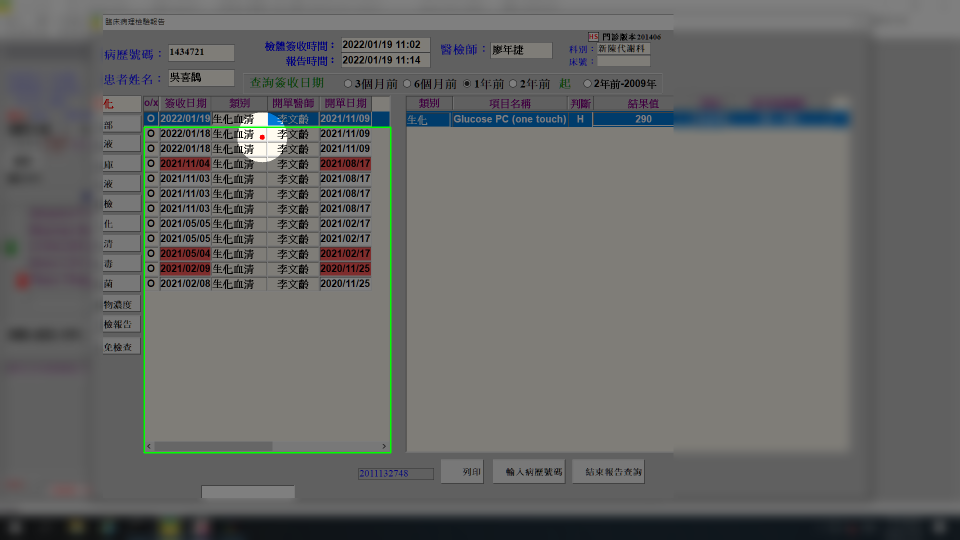 臨床病理檢驗報告
HS 門診版本201406
病歷號碼： 1434721 檢體簽收時間： 2022/01/19 11:02 醫檢師： 廖年捷 科別： 新陳代謝科
報告時間： 2022/01/19 11:14 床號：
患者姓名： 吳喜鵲 查詢簽收日期 3個月前 6個月前 1年前 2年前 起 2年前-2009年
化 o/x 簽收日期 類別 開單醫師 開單日期 類別 項目名稱 判斷 結果值
O 2022/01/19 生化血清 李文齡 2021/11/09 生化 Glucose PC (one touch) H 290
部
O 2022/01/18 生化血清 李文齡 2021/11/09
液
O 2022/01/18 生化血清 李文齡 2021/11/09
庫 O 2021/11/04 生化血清 李文齡 2021/08/17
O 2021/11/03 生化血清 李文齡 2021/08/17
液
O 2021/11/03 生化血清 李文齡 2021/08/17
檢
O 2021/11/03 生化血清 李文齡 2021/08/17
化 O 2021/05/05 生化血清 李文齡 2021/02/17
清 O 2021/05/05 生化血清 李文齡 2021/02/17
O 2021/05/04 生化血清 李文齡 2021/02/17
毒
O 2021/02/09 生化血清 李文齡 2020/11/25
菌 O 2021/02/08 生化血清 李文齡 2020/11/25
物濃度
檢報告
免檢查
2011132748 列印 輸入病歷號碼 結束報告查詢